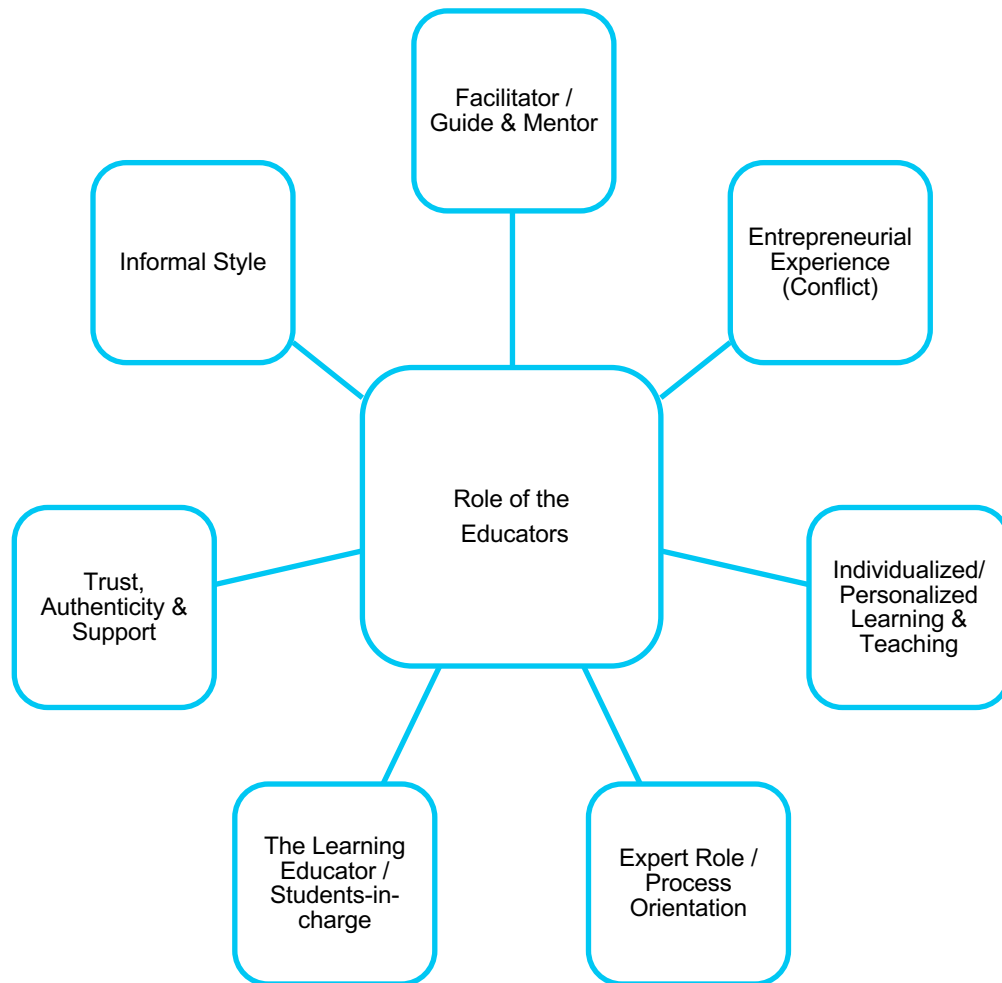 Facilitator /
Guide & Mentor
Entrepreneurial
Experience
(Conflict)
Informal Style
Role of the
Educators
Individualized/
Personalized
Learning &
Teaching
Trust,
Authenticity &
Support
The Learning
Educator /
Students-in-
charge
Expert Role /
Process
Orientation